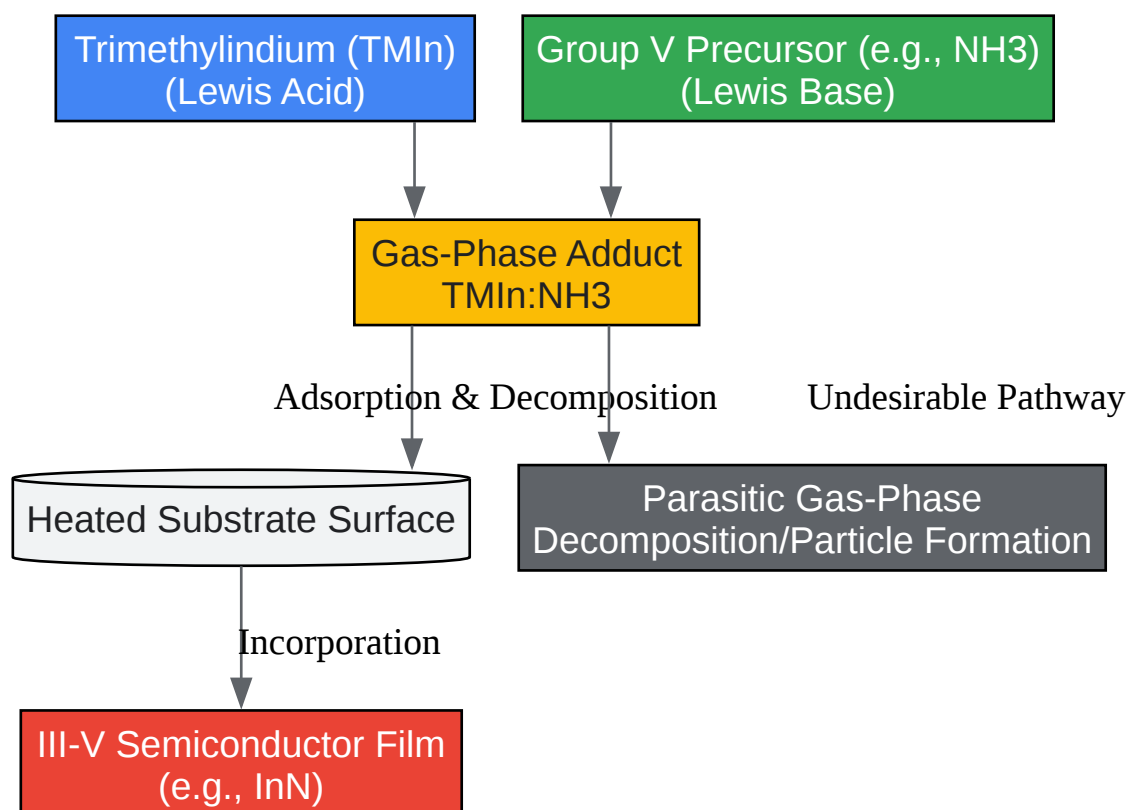 Trimethylindium (TMIn)
(Lewis Acid)
Group V Precursor (e.g., NH3)
(Lewis Base)
Gas-Phase Adduct
TMIn:NH3
Adsorption & Decomposition
Undesirable Pathway
Heated Substrate Surface
Parasitic Gas-Phase
Decomposition/Particle Formation
Incorporation
III-V Semiconductor Film
(e.g., InN)